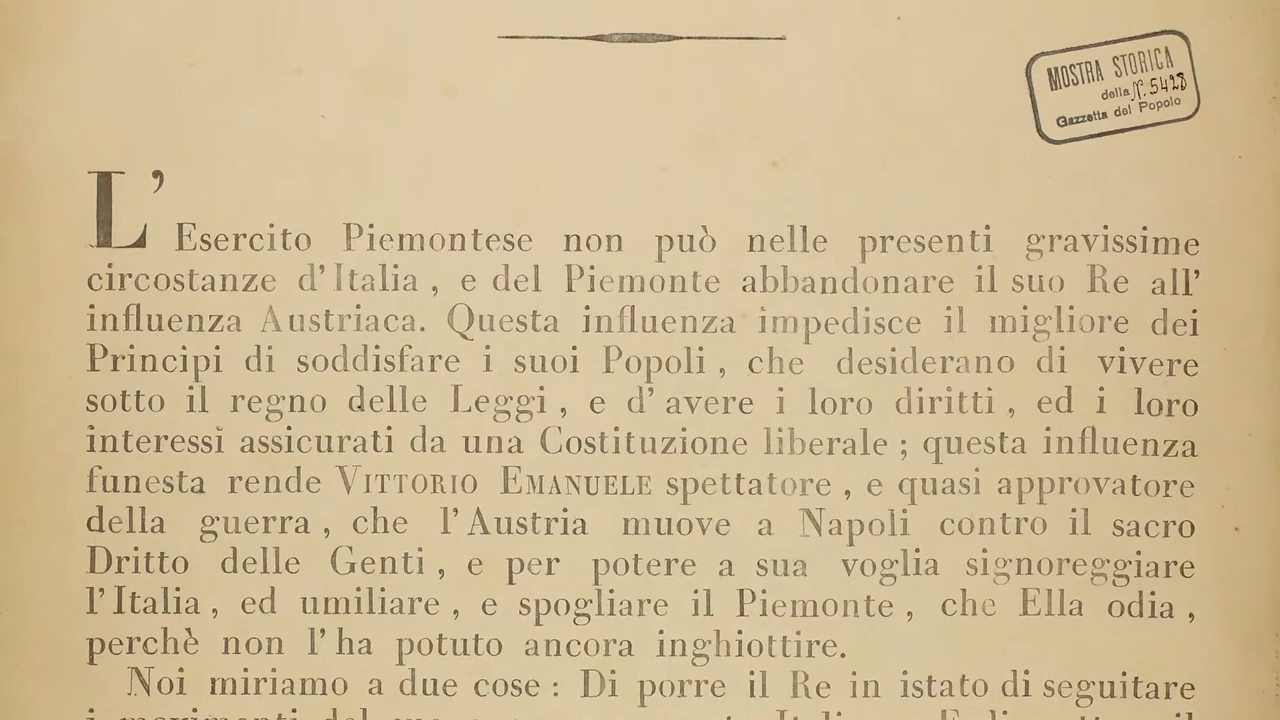 MOSTRA STORICA
della N. 5428
Gazzetta del Popolo
L' Esercito Piemontese non può nelle presenti gravissime
circostanze d'Italia , e del Piemonte abbandonare il suo Re all'
influenza Austriaca. Questa influenza impedisce il migliore dei
Principi di soddisfare i suoi Popoli , che desiderano di vivere
sotto il regno delle Leggi , e d'avere i loro diritti , ed i loro
interessi assicurati da una Costituzione liberale ; questa influenza
funesta rende VITTORIO EMANUELE spettatore , e quasi approvatore
della guerra , che l'Austria muove a Napoli contro il sacro
Dritto delle Genti , e per potere a sua voglia signoreggiare
l'Italia , ed umiliare , e spogliare il Piemonte , che Ella odia ,
perchè non l'ha potuto ancora inghiottire.
Noi miriamo a due cose : Di porre il Re in istato di seguitare